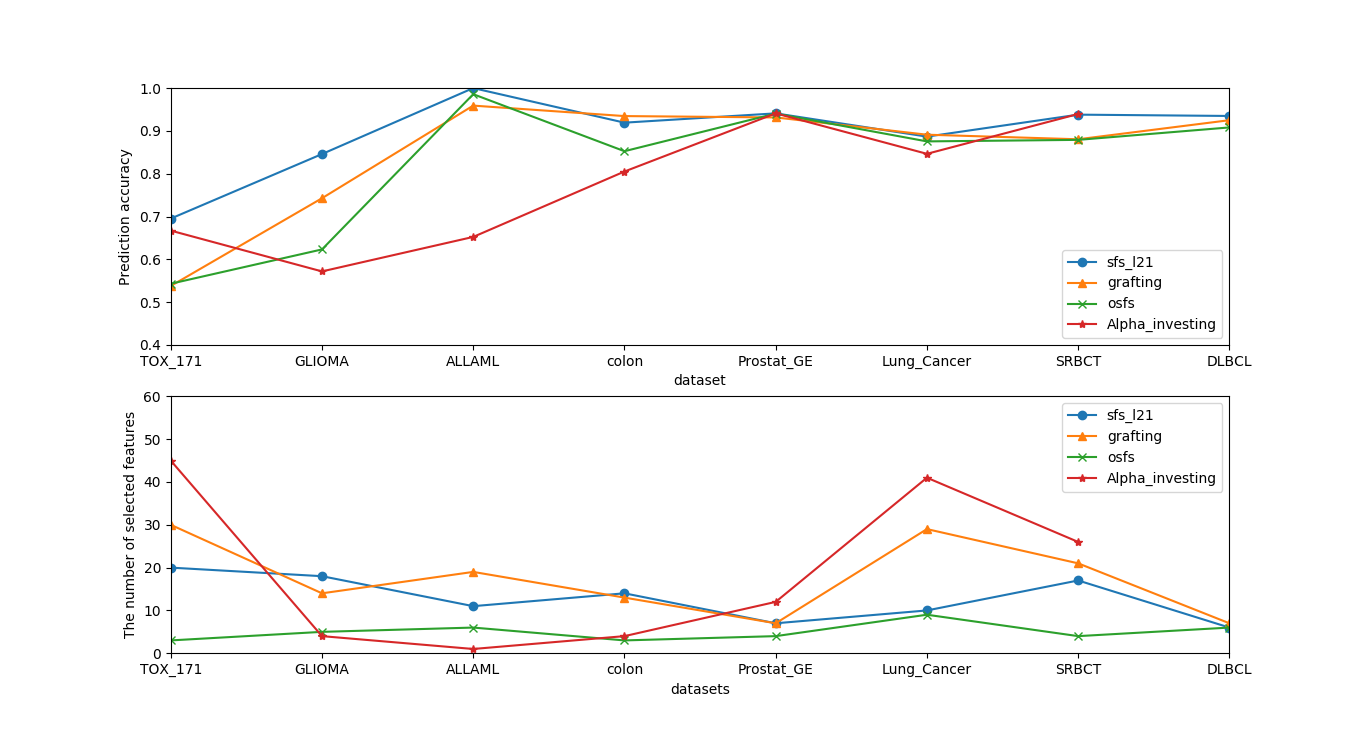 1.0
0.9
0.8
0.7
0.6
0.5
0.4
Prediction accuracy
sfs_l21
grafting
osfs
Alpha_investing
TOX_171 GLIOMA ALLAML colon Prostat_GE Lung_Cancer SRBCT DLBCL
dataset
60
50
40
30
20
10
0
The number of selected features
sfs_l21
grafting
osfs
Alpha_investing
TOX_171 GLIOMA ALLAML colon Prostat_GE Lung_Cancer SRBCT DLBCL
datasets